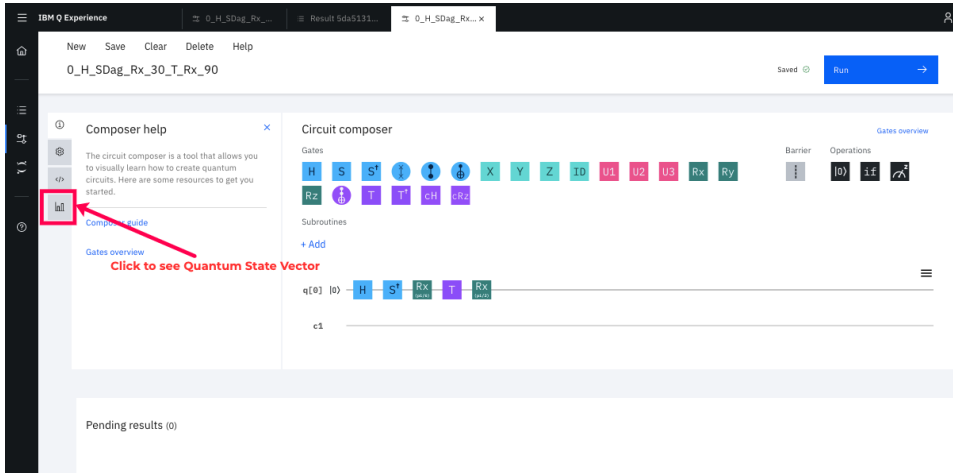 IBM Q Experience
0_H_SDag_Rx_...
Result 5da5131...
0_H_SDag_Rx... ×
New Save Clear Delete Help
0_H_SDag_Rx_30_T_Rx_90
Saved
Run →
Composer help ×
The circuit composer is a tool that allows you
to visually learn how to create quantum
circuits. Here are some resources to get you
started.
Composer guide
Gates overview
Click to see Quantum State Vector
Circuit composer
Gates overview
Gates
Barrier
Operations
H S S† X Y Z ID U1 U2 U3 Rx Ry
|0⟩ if z
Rz T T† cH cRz
Subroutines
+ Add
q[0] |0⟩ H S† Rx (pi/6) T Rx (pi/2)
c1
Pending results (0)